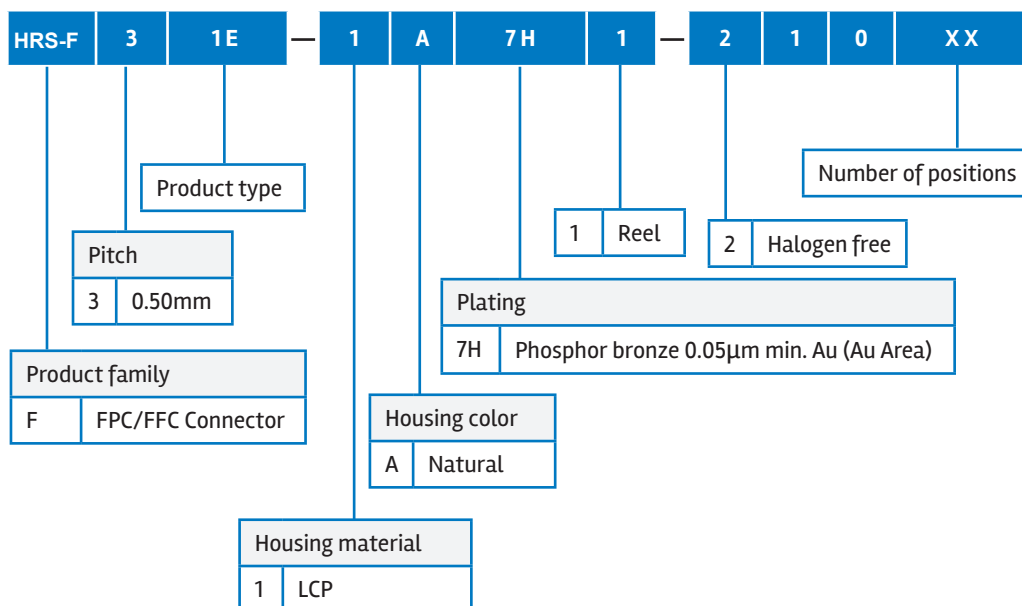 HRS-F 3 1E — 1 A 7H 1 — 2 1 0 XX
Product type
Number of positions
1 Reel
2 Halogen free
Pitch
3 0.50mm
Plating
7H Phosphor bronze 0.05μm min. Au (Au Area)
Product family
F FPC/FFC Connector
Housing color
A Natural
Housing material
1 LCP